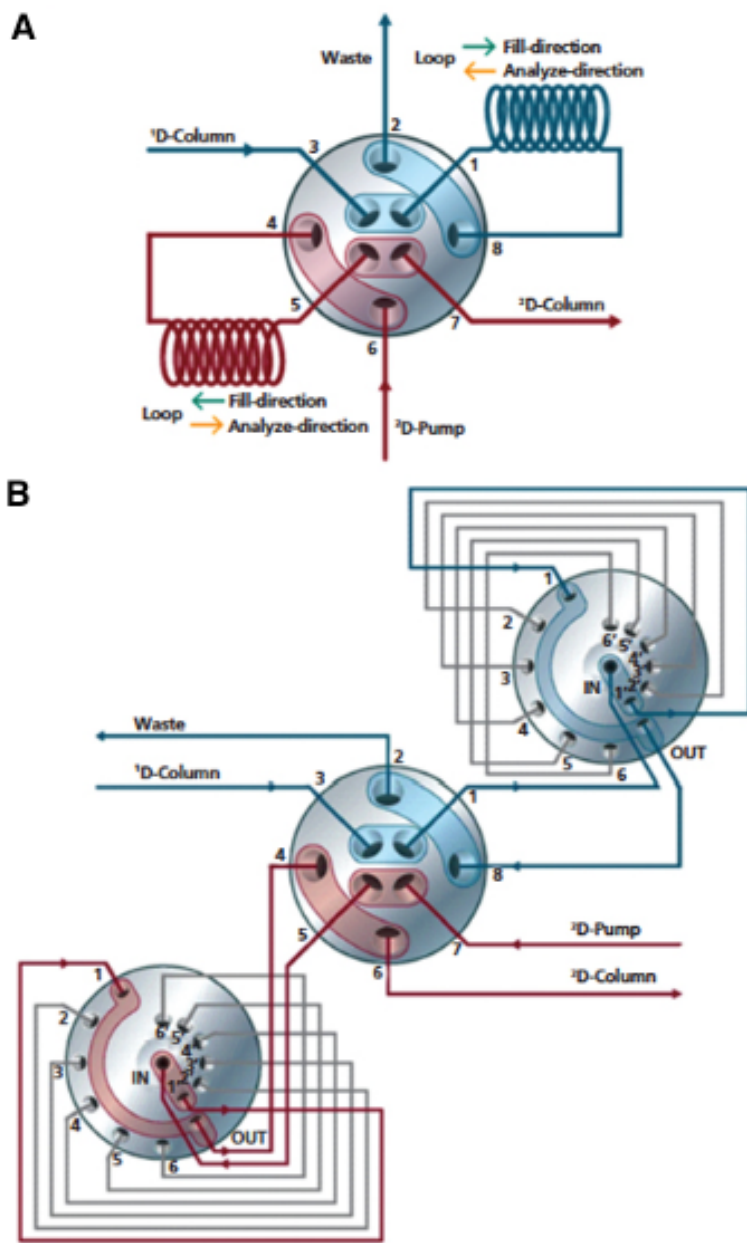 A
Waste
Loop
Fill-direction
Analyze-direction
2
¹D-Column
3
1
4
8
5
²D-Column
7
6
Loop
Fill-direction
Analyze-direction
²D-Pump
B
1
2
6'
5'
4'
3
3'
2'
IN
1'
4
OUT
5
6
Waste
2
¹D-Column
3
1
4
8
5
²D-Pump
7
6
²D-Column
1
2
6'
5'
4'
3
3'
2'
IN
1'
4
OUT
5
6